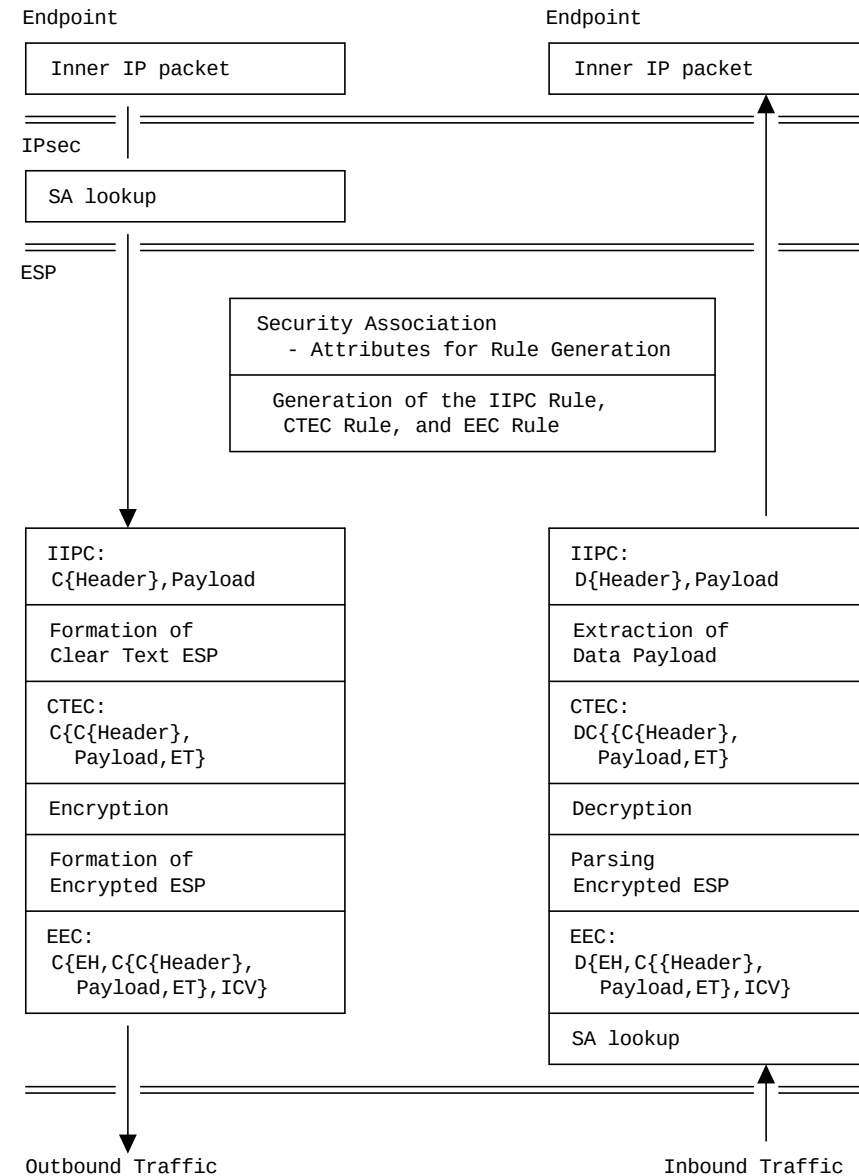 Endpoint
Endpoint
Inner IP packet
Inner IP packet
IPsec
SA lookup
ESP
Security Association
- Attributes for Rule Generation
Generation of the IIPC Rule,
CTEC Rule, and EEC Rule
IIPC:
C{Header},Payload
Formation of
Clear Text ESP
CTEC:
C{C{Header},
Payload,ET}
Encryption
Formation of
Encrypted ESP
EEC:
C{EH,C{C{Header},
Payload,ET},ICV}
IIPC:
D{Header},Payload
Extraction of
Data Payload
CTEC:
DC{{C{Header},
Payload,ET}
Decryption
Parsing
Encrypted ESP
EEC:
D{EH,C{{Header},
Payload,ET},ICV}
SA lookup
Outbound Traffic
Inbound Traffic